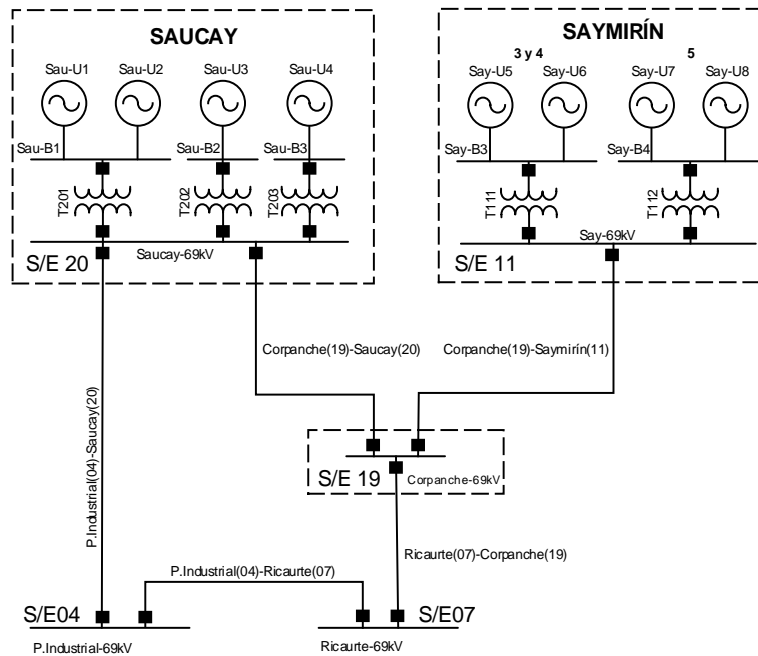 SAUCAY
Sau-U1
Sau-U2
Sau-U3
Sau-U4
Sau-B1
Sau-B2
Sau-B3
T201
T202
T203
Saucay-69kV
S/E 20
SAYMIRÍN
3 y 4
5
Say-U5
Say-U6
Say-U7
Say-U8
Say-B3
Say-B4
T111
T112
Say-69kV
S/E 11
Corpanche(19)-Saucay(20)
Corpanche(19)-Saymirín(11)
P.Industrial(04)-Saucay(20)
S/E 19
Corpanche-69kV
Ricaurte(07)-Corpanche(19)
P.Industrial(04)-Ricaurte(07)
S/E04
S/E07
P.Industrial-69kV
Ricaurte-69kV